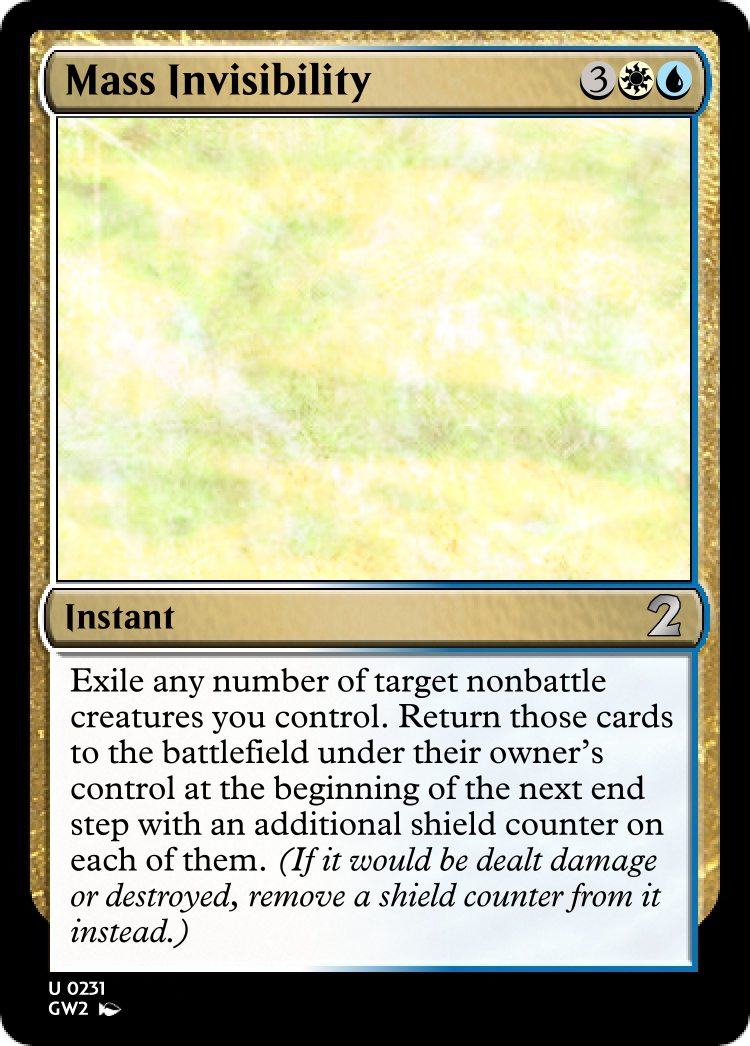 Mass Invisibility 3
Instant 2
Exile any number of target nonbattle
creatures you control. Return those cards
to the battlefield under their owner's
control at the beginning of the next end
step with an additional shield counter on
each of them. (If it would be dealt damage
or destroyed, remove a shield counter from it
instead.)
U 0231
GW2